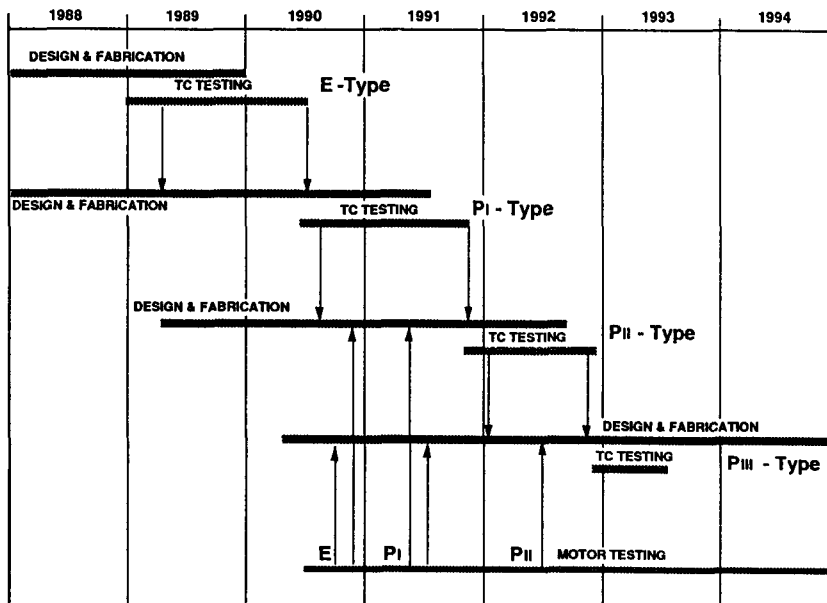 1988 1989 1990 1991 1992 1993 1994
DESIGN & FABRICATION
TC TESTING
E - Type
DESIGN & FABRICATION
TC TESTING
PI - Type
DESIGN & FABRICATION
TC TESTING
PII - Type
DESIGN & FABRICATION
TC TESTING
PIII - Type
E PI PII MOTOR TESTING